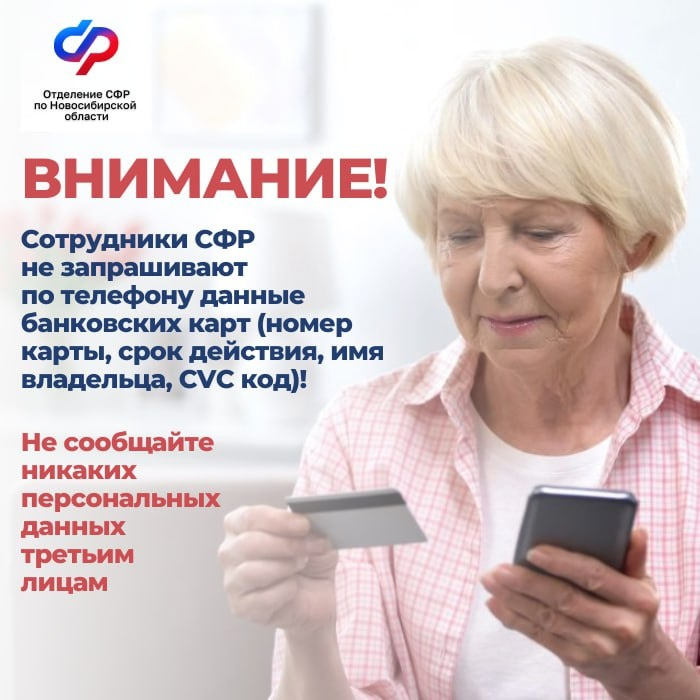 Отделение СФР
по Новосибирской
области
ВНИМАНИЕ!
Сотрудники СФР
не запрашивают
по телефону данные
банковских карт (номер
карты, срок действия, имя
владельца, CVC код)!
Не сообщайте
никаких
персональных
данных
третьим
лицам